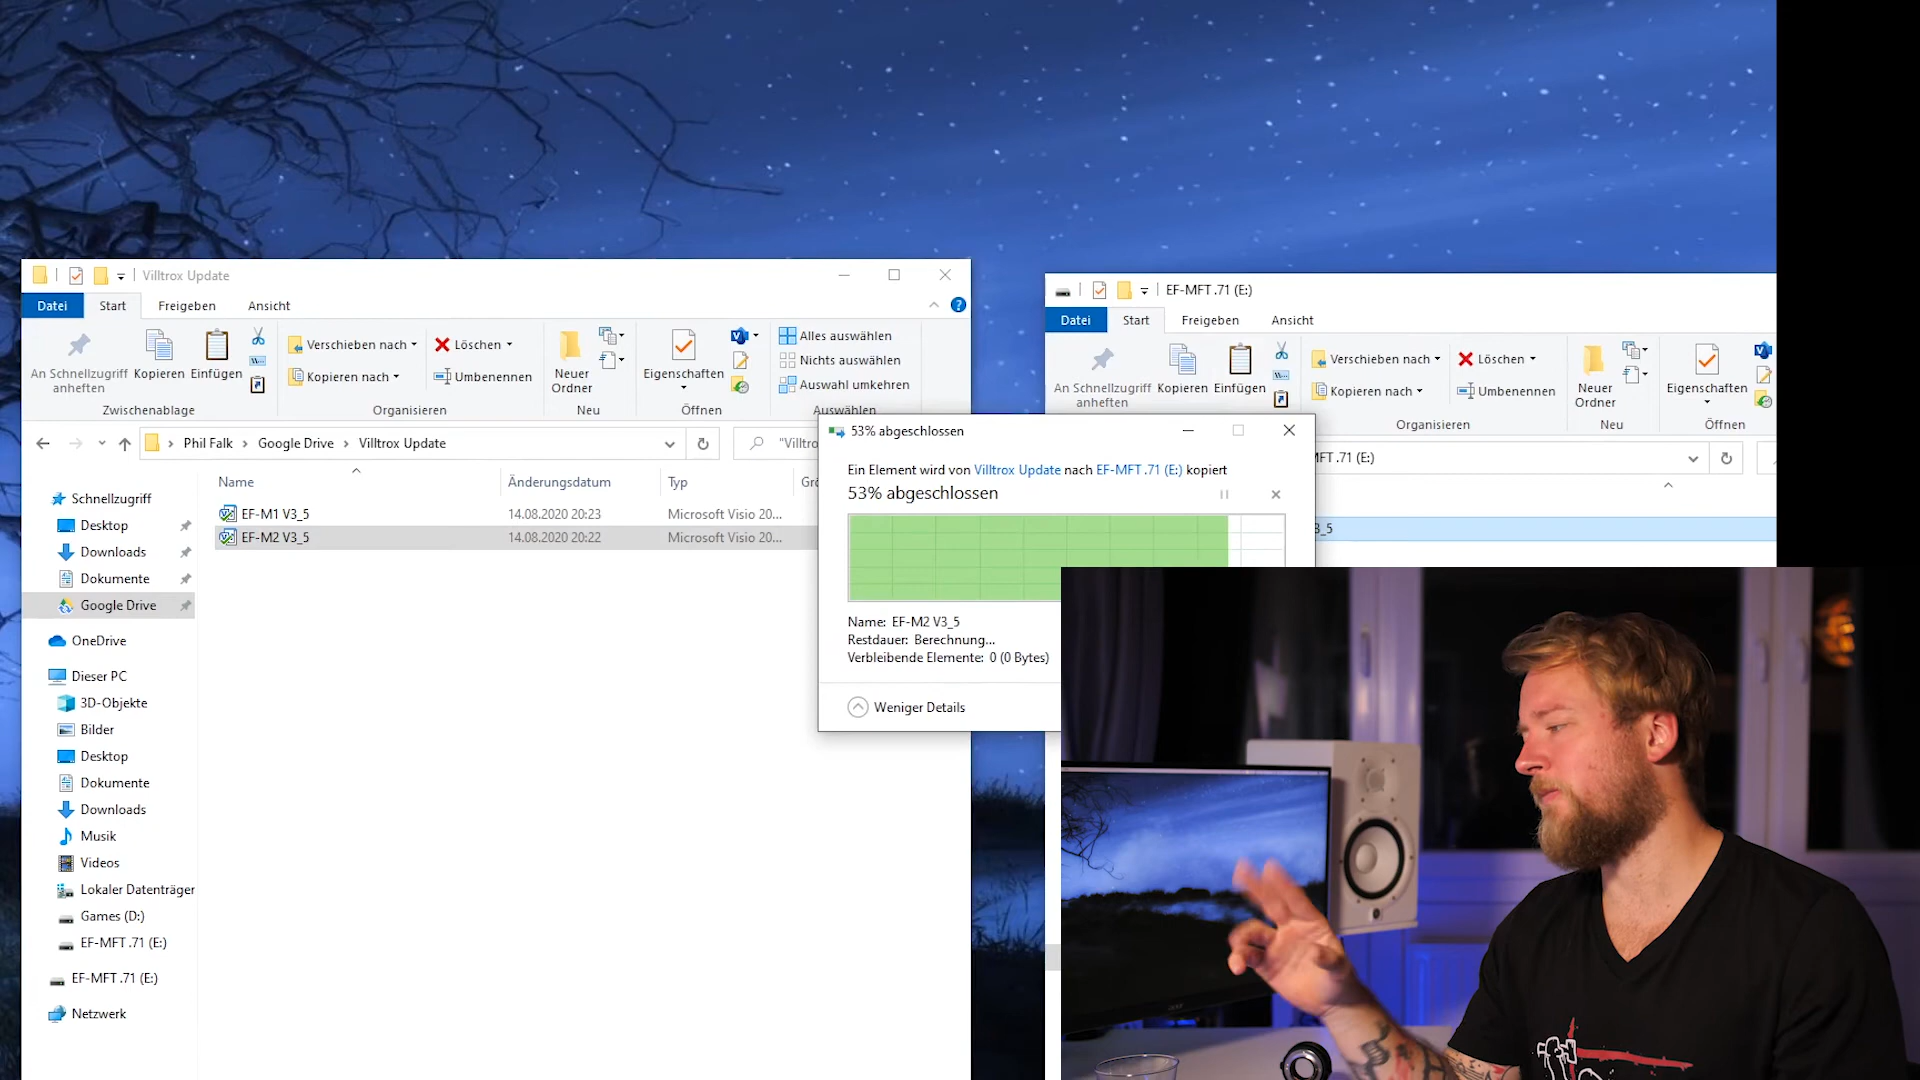 Villtrox Update
Datei Start Freigeben Ansicht
An Schnellzugriff anheften
Kopieren
Einfügen
Verschieben nach
Kopieren nach
Löschen
Umbenennen
Neuer Ordner
Eigenschaften
Alles auswählen
Nichts auswählen
Auswahl umkehren
Zwischenablage Organisieren Neu Öffnen Auswählen
Phil Falk > Google Drive > Villtrox Update
"Villtro
Name Änderungsdatum Typ Grö
EF-M1 V3_5 14.08.2020 20:23 Microsoft Visio 20...
EF-M2 V3_5 14.08.2020 20:22 Microsoft Visio 20...
Schnellzugriff
Desktop
Downloads
Dokumente
Google Drive
OneDrive
Dieser PC
3D-Objekte
Bilder
Desktop
Dokumente
Downloads
Musik
Videos
Lokaler Datenträger
Games (D:)
EF-MFT .71 (E:)
EF-MFT .71 (E:)
Netzwerk
EF-MFT .71 (E:)
Datei Start Freigeben Ansicht
An Schnellzugriff anheften
Kopieren
Einfügen
Verschieben nach
Kopieren nach
Löschen
Umbenennen
Neuer Ordner
Eigenschaften
Organisieren Neu Öffnen
MFT .71 (E:)
3_5
53% abgeschlossen
Ein Element wird von Villtrox Update nach EF-MFT .71 (E:) kopiert
53% abgeschlossen
Name: EF-M2 V3_5
Restdauer: Berechnung...
Verbleibende Elemente: 0 (0 Bytes)
Weniger Details
acer